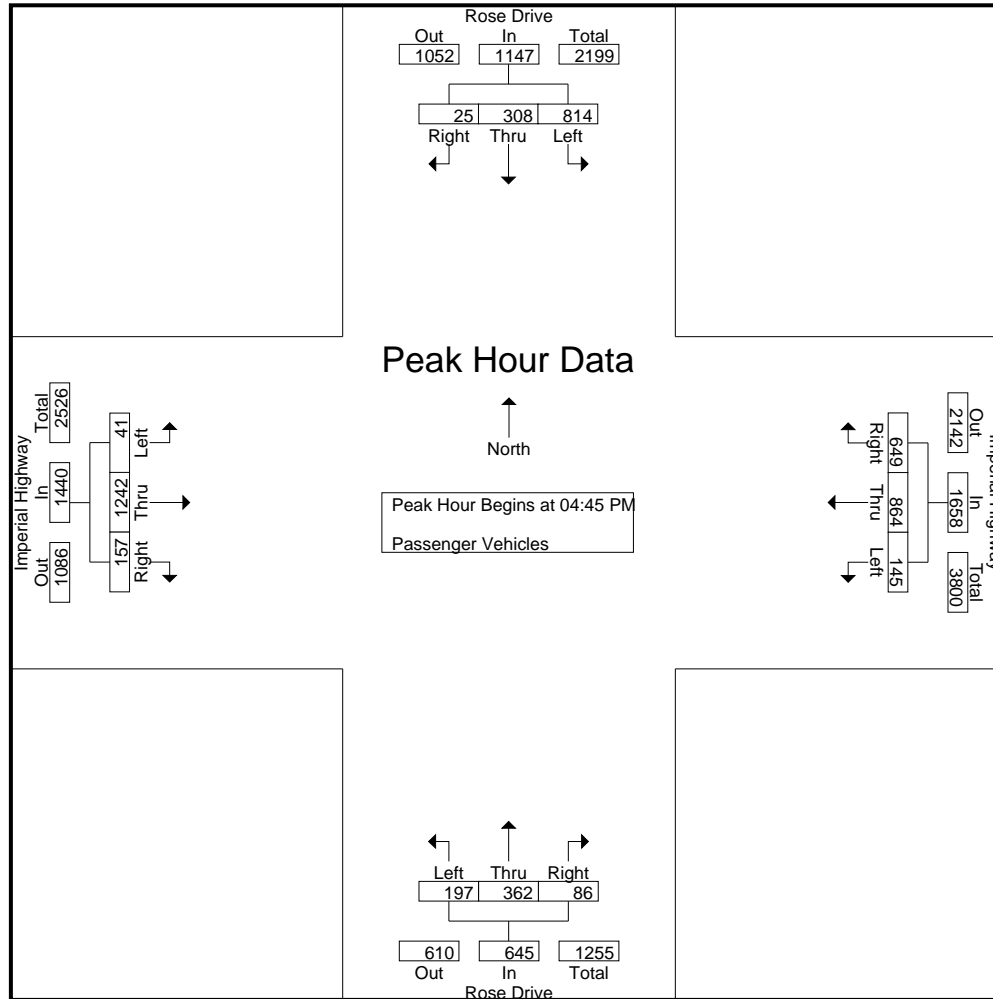 Rose Drive
Out In Total
1052 1147 2199
25 308 814
Right Thru Left
Peak Hour Data
North
Peak Hour Begins at 04:45 PM
Passenger Vehicles
Imperial Highway
Total In Out
2526 1440 1086
41 1242 157
Left Thru Right
Imperial Highway
Out In Total
2142 1658 3800
649 864 145
Right Thru Left
Left Thru Right
197 362 86
610 645 1255
Out In Total
Rose Drive